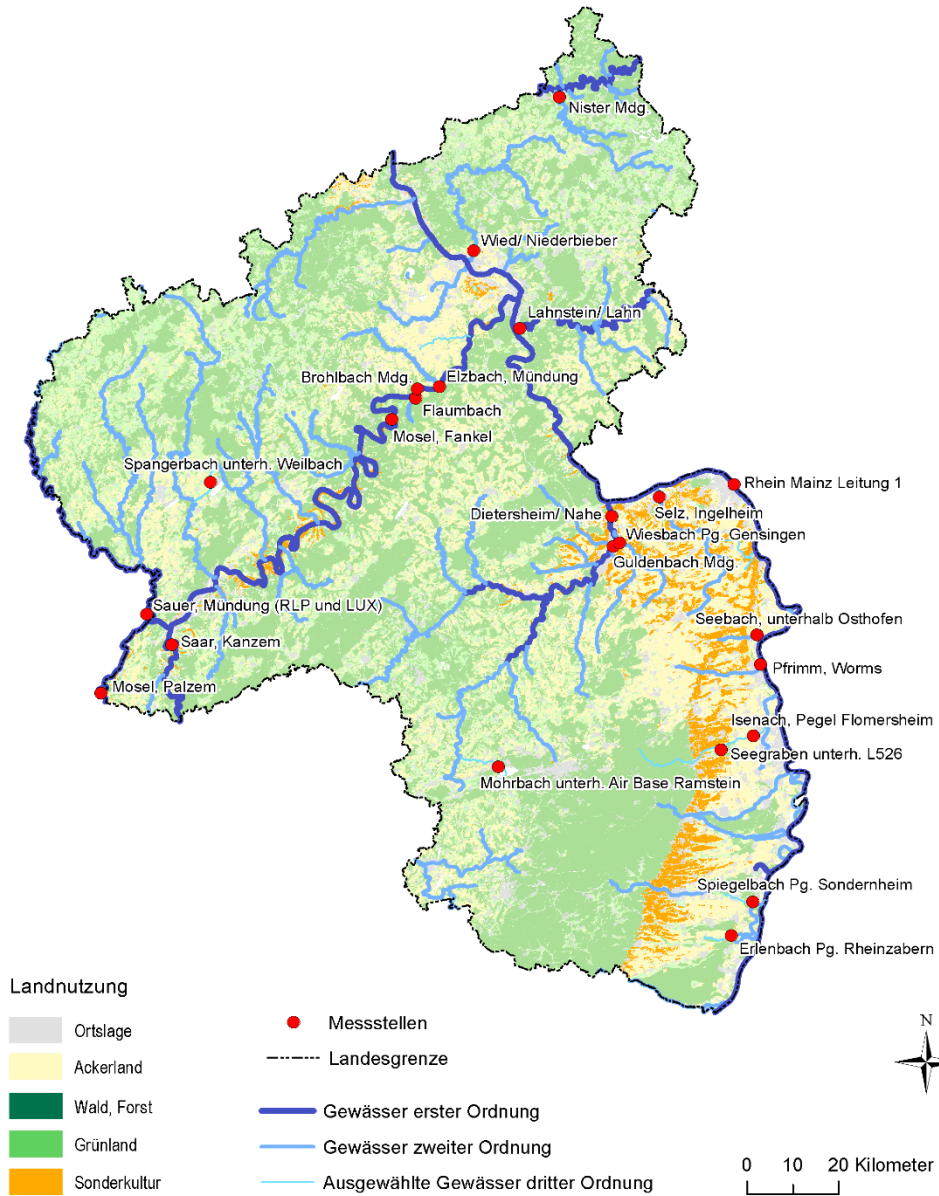 Nister Mdg.
Wied/ Niederbieber
Lahnstein/ Lahn
Brohlbach Mdg.
Elzbach, Mündung
Flaumbach
Mosel, Fankel
Spangerbach unterh. Weilbach
Rhein Mainz Leitung 1
Selz, Ingelheim
Dietersheim/ Nahe
Wiesbach Pg. Gensingen
Guldenbach Mdg.
Sauer, Mündung (RLP und LUX)
Seebach, unterhalb Osthofen
Saar, Kanzem
Pfrimm, Worms
Mosel, Palzem
Isenach, Pegel Flomersheim
Seegraben unterh. L526
Mohrbach unterh. Air Base Ramstein
Spiegelbach Pg. Sondernheim
Erlenbach Pg. Rheinzabern
Landnutzung
Ortslage
Ackerland
Wald, Forst
Grünland
Sonderkultur
Messstellen
Landesgrenze
Gewässer erster Ordnung
Gewässer zweiter Ordnung
Ausgewählte Gewässer dritter Ordnung
N
0 10 20 Kilometer